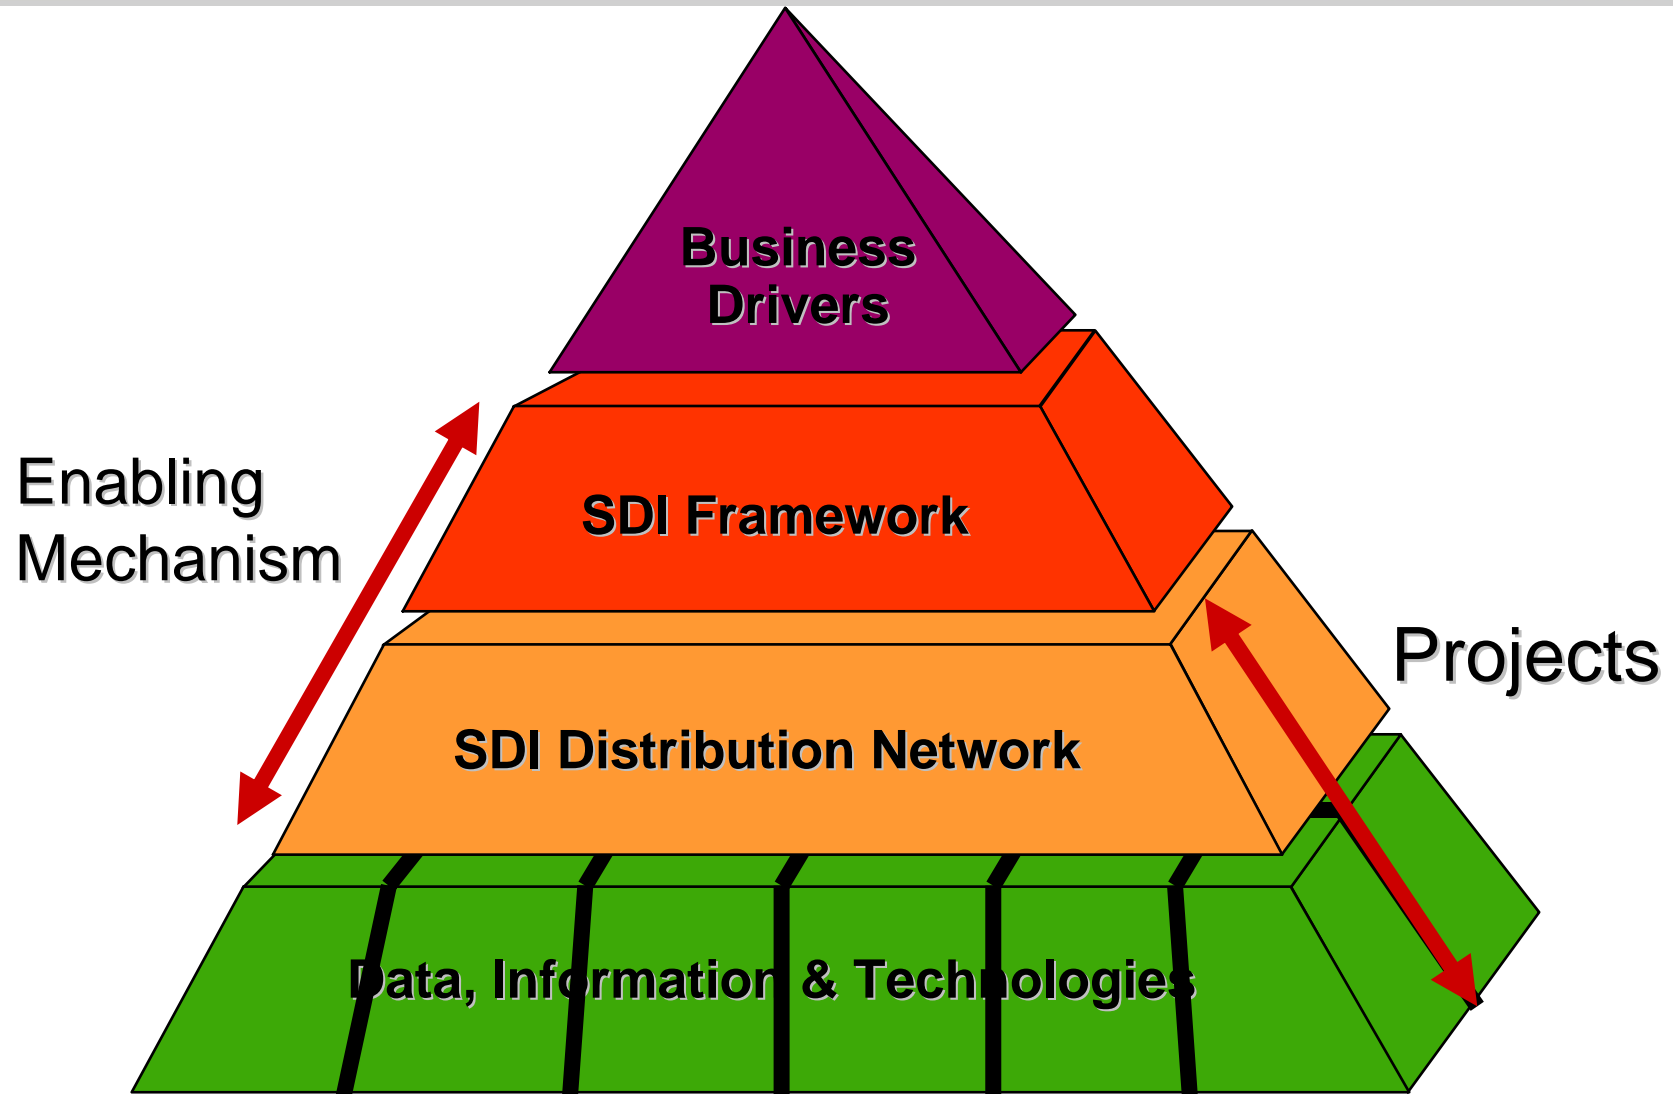 Business
Drivers
Enabling
Mechanism
SDI Framework
Projects
SDI Distribution Network
Data, Information & Technologies